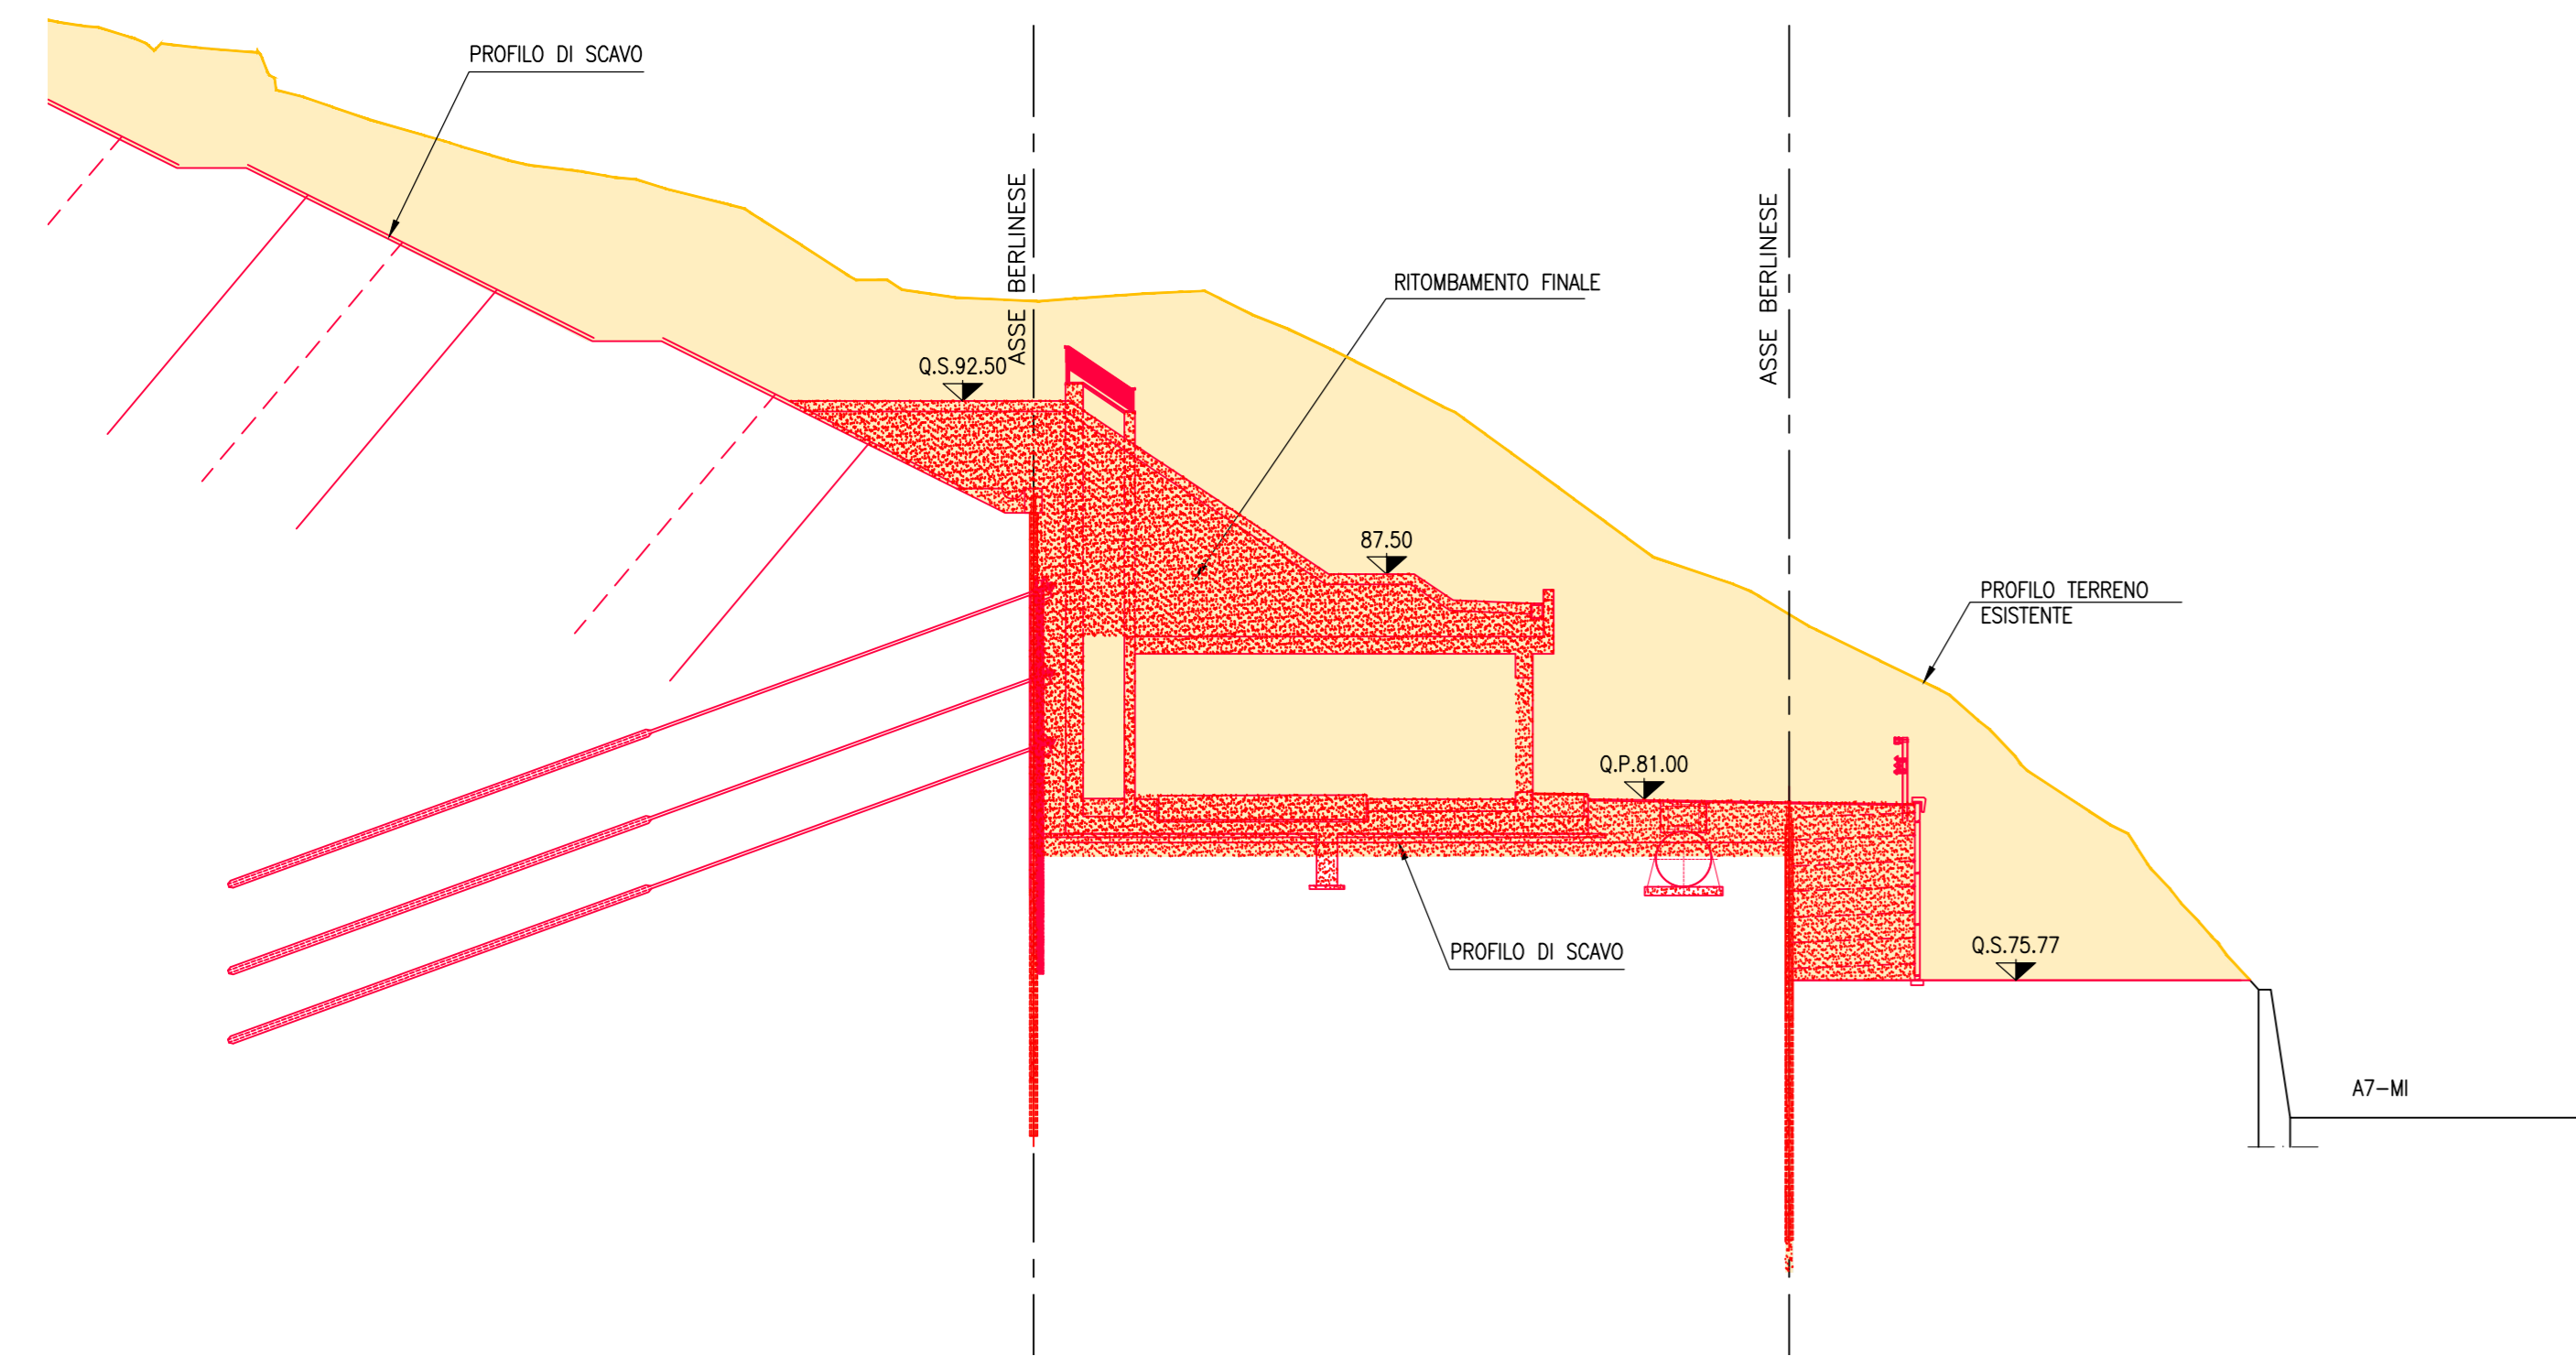 PROFILO DI SCAVO
ASSE BERLINESE
ASSE BERLINESE
RITOMBAMENTO FINALE
Q.S.92.50
87.50
PROFILO TERRENO
ESISTENTE
Q.P.81.00
PROFILO DI SCAVO
Q.S.75.77
A7-MI